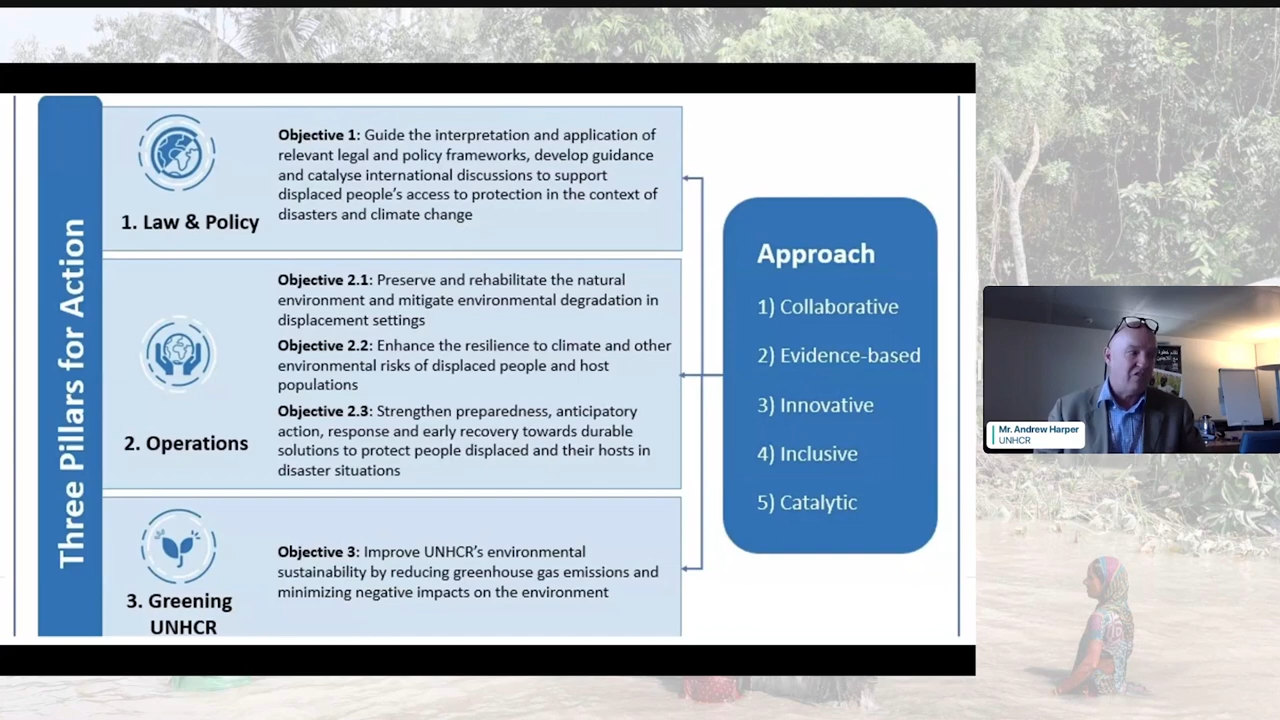 Three Pillars for Action
1. Law & Policy
Objective 1: Guide the interpretation and application of
relevant legal and policy frameworks, develop guidance
and catalyse international discussions to support
displaced people's access to protection in the context of
disasters and climate change
2. Operations
Objective 2.1: Preserve and rehabilitate the natural
environment and mitigate environmental degradation in
displacement settings
Objective 2.2: Enhance the resilience to climate and other
environmental risks of displaced people and host
populations
Objective 2.3: Strengthen preparedness, anticipatory
action, response and early recovery towards durable
solutions to protect people displaced and their hosts in
disaster situations
3. Greening
UNHCR
Objective 3: Improve UNHCR's environmental
sustainability by reducing greenhouse gas emissions and
minimizing negative impacts on the environment
Approach
1) Collaborative
2) Evidence-based
3) Innovative
4) Inclusive
5) Catalytic
Mr. Andrew Harper
UNHCR